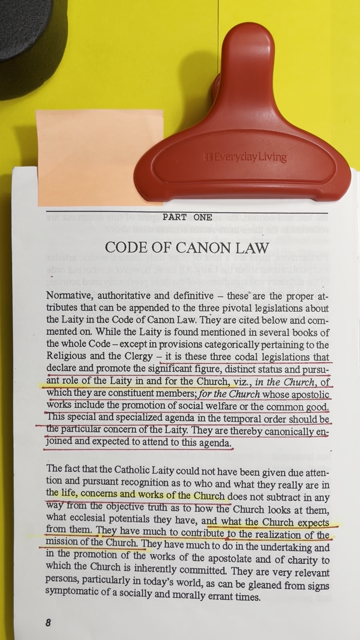 EverydayLiving
PART ONE
CODE OF CANON LAW
Normative, authoritative and definitive – these are the proper at-
tributes that can be appended to the three pivotal legislations about
the Laity in the Code of Canon Law. They are cited below and com-
mented on. While the Laity is found mentioned in several books of
the whole Code – except in provisions categorically pertaining to the
Religious and the Clergy – it is these three codal legislations that
declare and promote the significant figure, distinct status and pursu-
ant role of the Laity in and for the Church, viz., in the Church, of
which they are constituent members; for the Church whose apostolic
works include the promotion of social welfare or the common good.
This special and specialized agenda in the temporal order should be
the particular concern of the Laity. They are thereby canonically en-
joined and expected to attend to this agenda.
The fact that the Catholic Laity could not have been given due atten-
tion and pursuant recognition as to who and what they really are in
the life, concerns and works of the Church does not subtract in any
way from the objective truth as to how the Church looks at them,
what ecclesial potentials they have, and what the Church expects
from them. They have much to contribute to the realization of the
mission of the Church. They have much to do in the undertaking and
in the promotion of the works of the apostolate and of charity to
which the Church is inherently committed. They are very relevant
persons, particularly in today's world, as can be gleaned from signs
symptomatic of a socially and morally errant times.
8